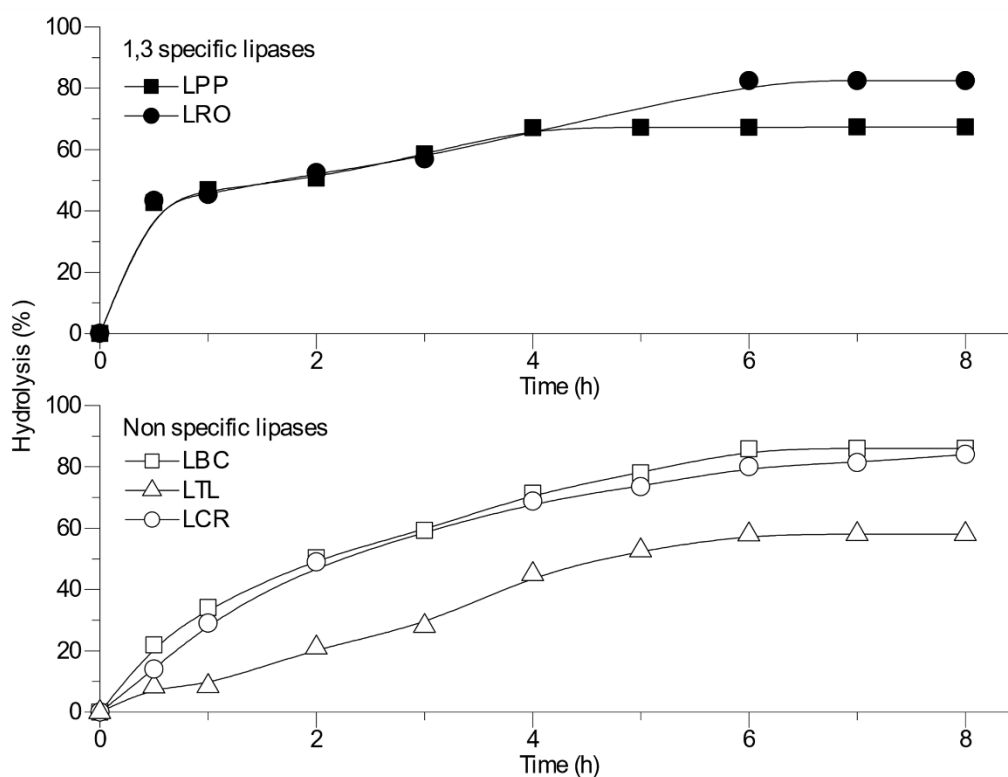 Hydrolysis (%)
100
80
60
40
20
0
1,3 specific lipases
LPP
LRO
0 2 4 6 8
Time (h)
100
80
60
40
20
0
Non specific lipases
LBC
LTL
LCR
0 2 4 6 8
Time (h)